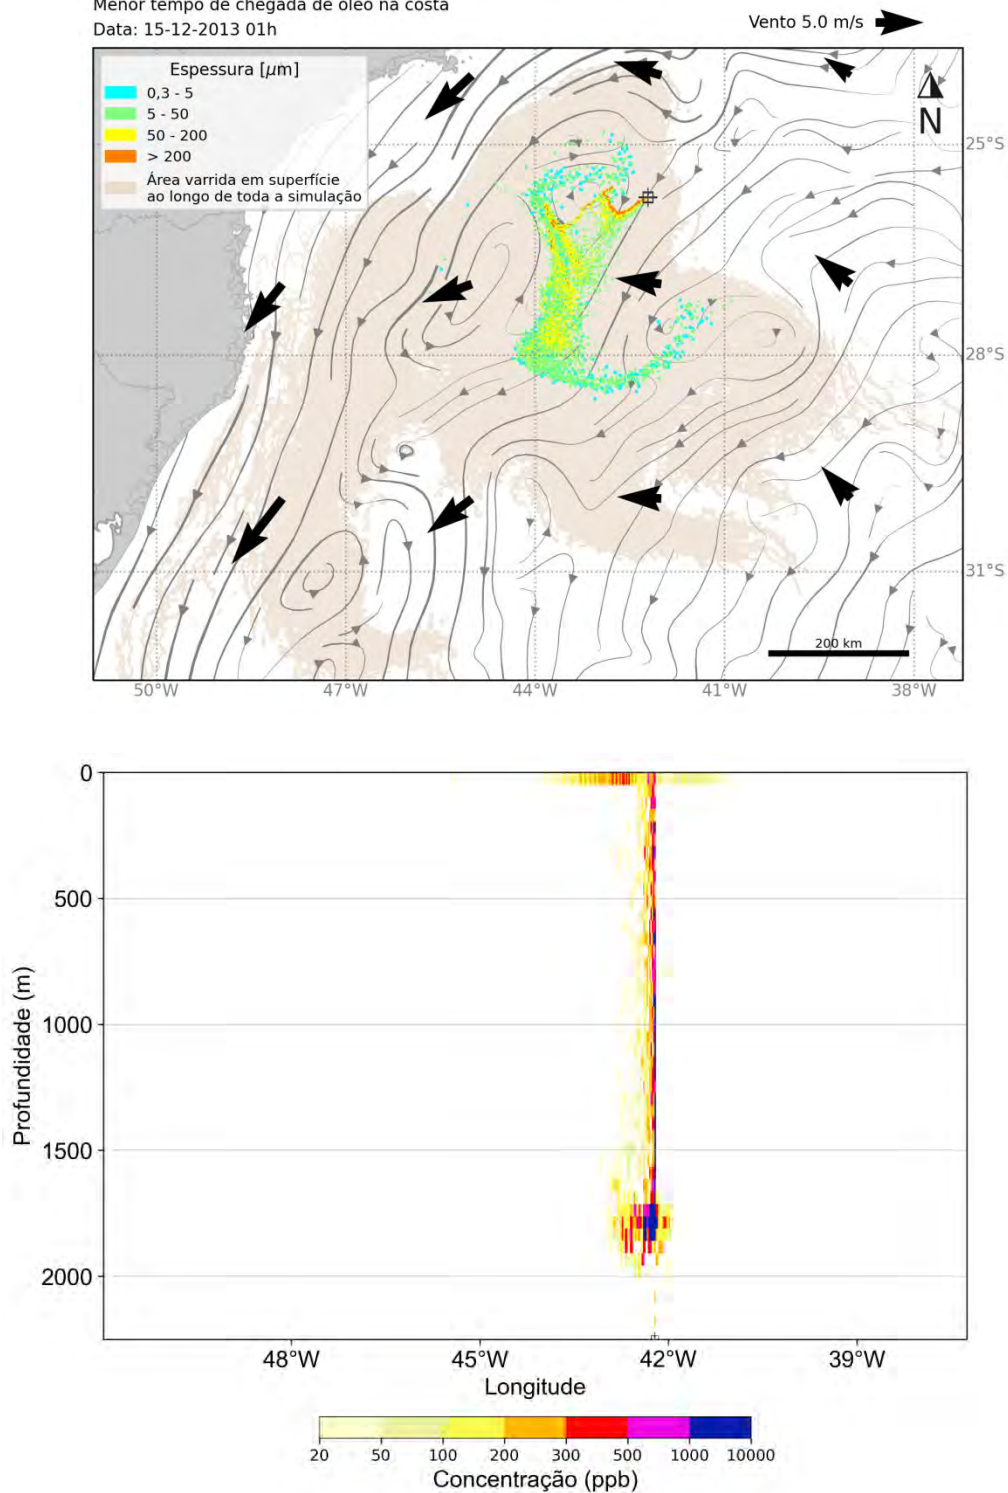 Menor tempo de chegada de óleo na costa
Data: 15-12-2013 01h
Vento 5.0 m/s
Espessura [μm]
0,3 - 5
5 - 50
50 - 200
> 200
Área varrida em superfície
ao longo de toda a simulação
N
25°S
28°S
31°S
200 km
50°W 47°W 44°W 41°W 38°W
0
500
1000
1500
2000
Profundidade (m)
48°W 45°W 42°W 39°W
Longitude
20 50 100 200 300 500 1000 10000
Concentração (ppb)